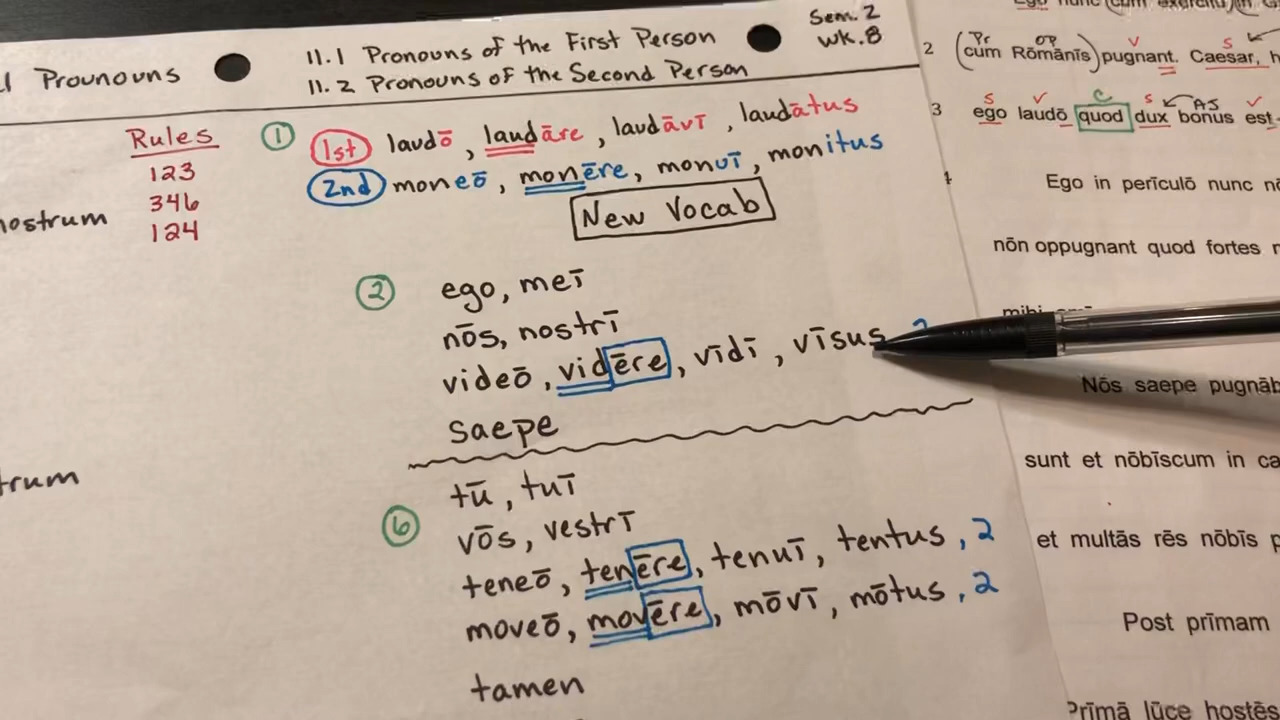 Pronouns
11.1 Pronouns of the First Person
11.2 Pronouns of the Second Person
Sem. 2
Wk. 8
Rules
123
346
124
nostrum
trum
① 1st laudō, laudāre, laudāvī, laudātus
2nd moneō, monēre, monuī, monitus
New Vocab
② ego, meī
nōs, nostrī
videō, vidēre, vīdī, vīsus
saepe
tū, tuī
⑥ vōs, vestrī
teneō, tenēre, tenuī, tentus, 2
moveō, movēre, mōvī, mōtus, 2
tamen
Pr OP V S
2 (cum Rōmānīs) pugnant. Caesar, h
S V C S AS V
3 ego laudō quod dux bonus est
Ego in perīculō nunc n
nōn oppugnant quod fortes
Nōs saepe pugnāb
sunt et nōbīscum in ca
et multās rēs nōbīs p
Post prīmam
Prīmā lūce hostēs